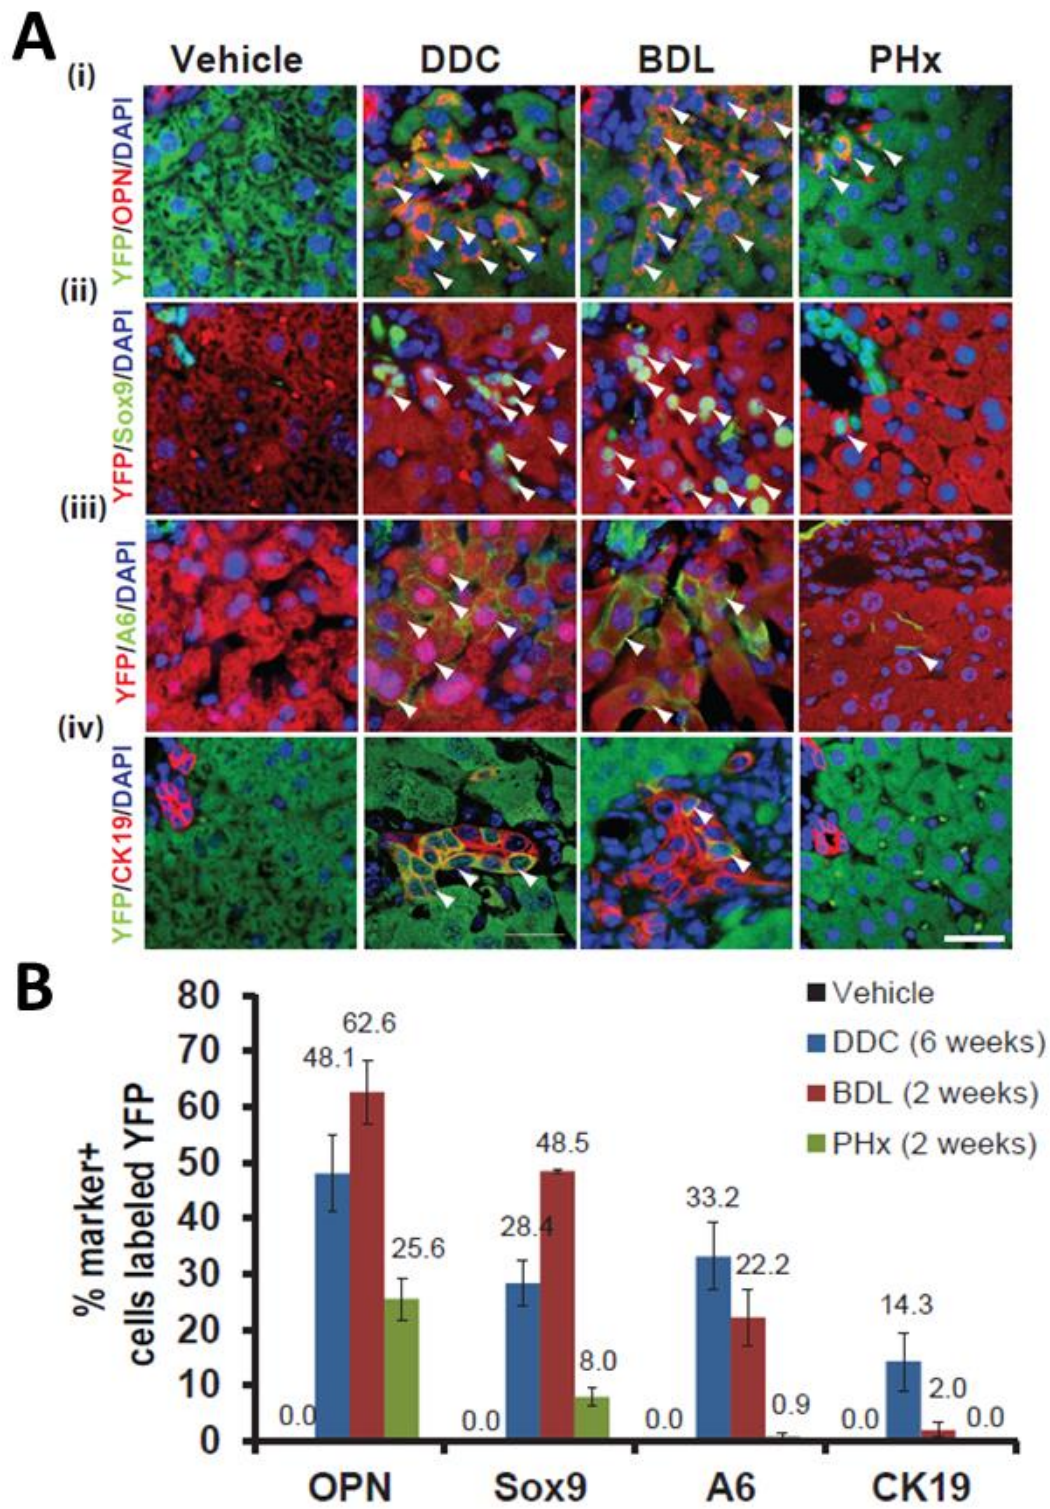 A
Vehicle DDC BDL PHx
(i)
YFP/OPN/DAPI
(ii)
YFP/Sox9/DAPI
(iii)
YFP/A6/DAPI
(iv)
YFP/CK19/DAPI
B
% marker+
cells labeled YFP
80
70
60
50
40
30
20
10
0
62.6
48.1
25.6
0.0
48.5
28.4
8.0
0.0
33.2
22.2
0.9
0.0
14.3
2.0
0.0
0.0
Vehicle
DDC (6 weeks)
BDL (2 weeks)
PHx (2 weeks)
OPN Sox9 A6 CK19